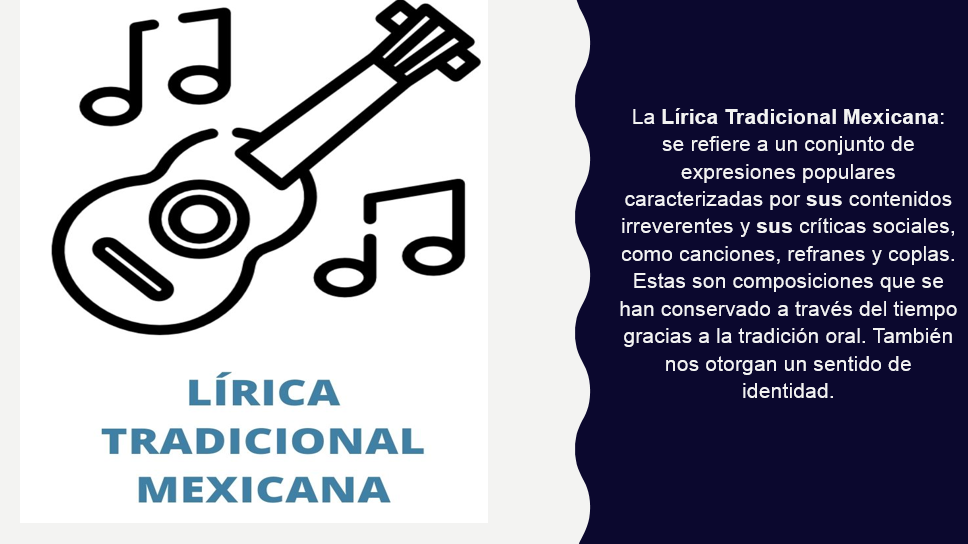 LÍRICA
TRADICIONAL
MEXICANA
La Lírica Tradicional Mexicana:
se refiere a un conjunto de
expresiones populares
caracterizadas por sus contenidos
irreverentes y sus críticas sociales,
como canciones, refranes y coplas.
Estas son composiciones que se
han conservado a través del tiempo
gracias a la tradición oral. También
nos otorgan un sentido de
identidad.